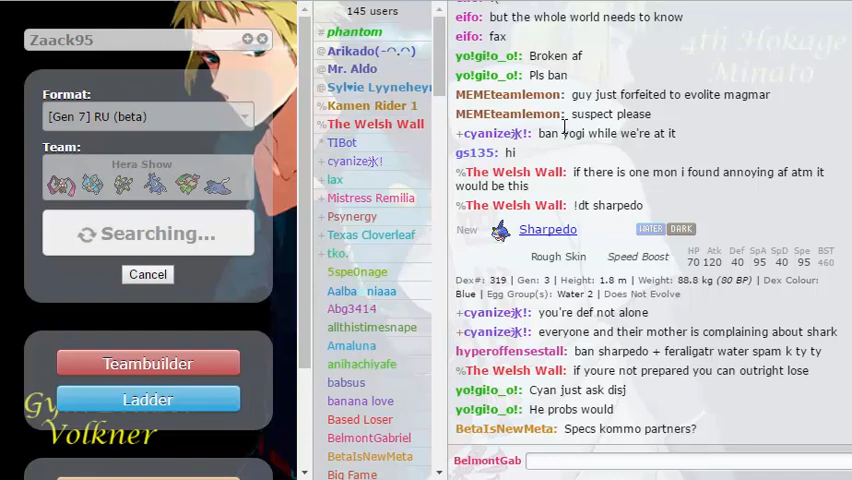 Zaack95
Format:
[Gen 7] RU (beta)
Team:
Hera Show
Searching...
Cancel
Teambuilder
Ladder
Volkner
145 users
phantom
@Arikado(⌒◠.◠)
@Mr. Aldo
@Sylvie Lyyneheyr
%Kamen Rider 1
%The Welsh Wall
+TIBot
+cyanize氷!
+lax
+Mistress Remilia
+Psynergy
+Texas Cloverleaf
+tko.
5spe0nage
Aalba niaaa
Abg3414
allthistimesnape
Amaluna
anihachiyafe
babsus
banana love
Based Loser
BelmontGabriel
BetaIsNewMeta
Big Fame
4th Hokage
Minato
eifo: but the whole world needs to know
eifo: fax
yo!gi!o_o!: Broken af
yo!gi!o_o!: Pls ban
MEMEteamlemon: guy just forfeited to evolite magmar
MEMEteamlemon: suspect please
+cyanize氷!: ban yogi while we're at it
gs135: hi
%The Welsh Wall: if there is one mon i found annoying af atm it
would be this
%The Welsh Wall: !dt sharpedo
New Sharpedo WATER DARK
Rough Skin Speed Boost
HP Atk Def SpA SpD Spe BST
70 120 40 95 40 95 460
Dex#: 319 | Gen: 3 | Height: 1.8 m | Weight: 88.8 kg (80 BP) | Dex Colour:
Blue | Egg Group(s): Water 2 | Does Not Evolve
+cyanize氷!: you're def not alone
+cyanize氷!: everyone and their mother is complaining about shark
hyperoffensestall: ban sharpedo + feraligatr water spam k ty ty
%The Welsh Wall: if youre not prepared you can outright lose
yo!gi!o_o!: Cyan just ask disj
yo!gi!o_o!: He probs would
BetaIsNewMeta: Specs kommo partners?
BelmontGab